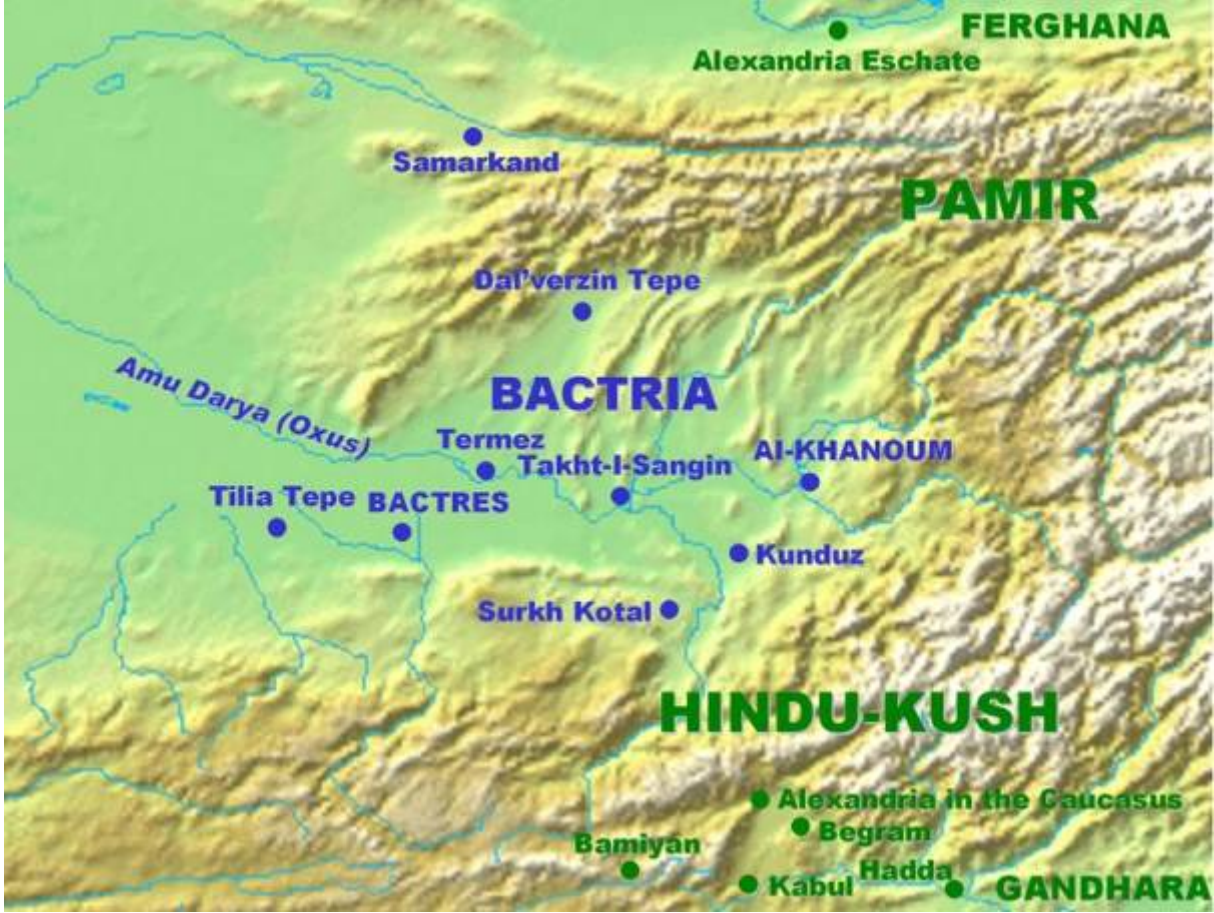 FERGHANA
Alexandria Eschate
Samarkand
PAMIR
Dal'verzin Tepe
Amu Darya (Oxus)
BACTRIA
Termez
AI-KHANOUM
Takht-I-Sangin
Tilia Tepe
BACTRES
Kunduz
Surkh Kotal
HINDU-KUSH
Alexandria in the Caucasus
Begram
Bamiyan
Hadda
Kabul
GANDHARA